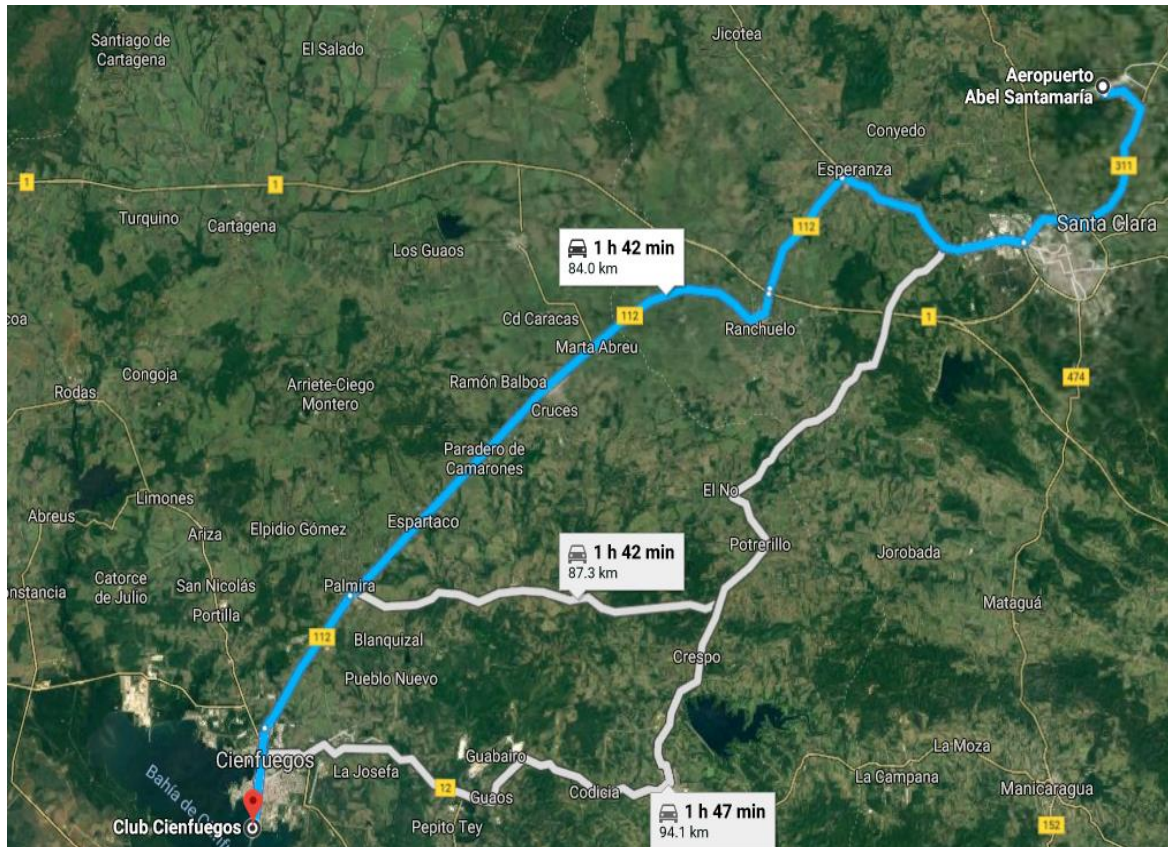 Santiago de
Cartagena
El Salado
Jicotea
Aeropuerto
Abel Santamaría
Conyedo
Esperanza
311
1
1
Turquino
Cartagena
112
Santa Clara
Los Guaos
1 h 42 min
84.0 km
coa
Cd Caracas
112
Ranchuelo
1
Marta Abreu
Congoja
Arriete-Ciego
Montero
Ramón Balboa
474
Rodas
Cruces
Paradero de
Camarones
Limones
El No
Abreus
Ariza
Elpidio Gómez
Espartaco
Potrerillo
Jorobada
1 h 42 min
87.3 km
onstancia
Catorce
de Julio
San Nicolás
Palmira
Portilla
Mataguá
112
Blanquizal
Crespo
Pueblo Nuevo
Cienfuegos
La Josefa
Guabairo
La Moza
Bahía de
12
Guaos
Codicia
La Campana
Manicaragua
Club Cienfuegos
Pepito Tey
1 h 47 min
94.1 km
152